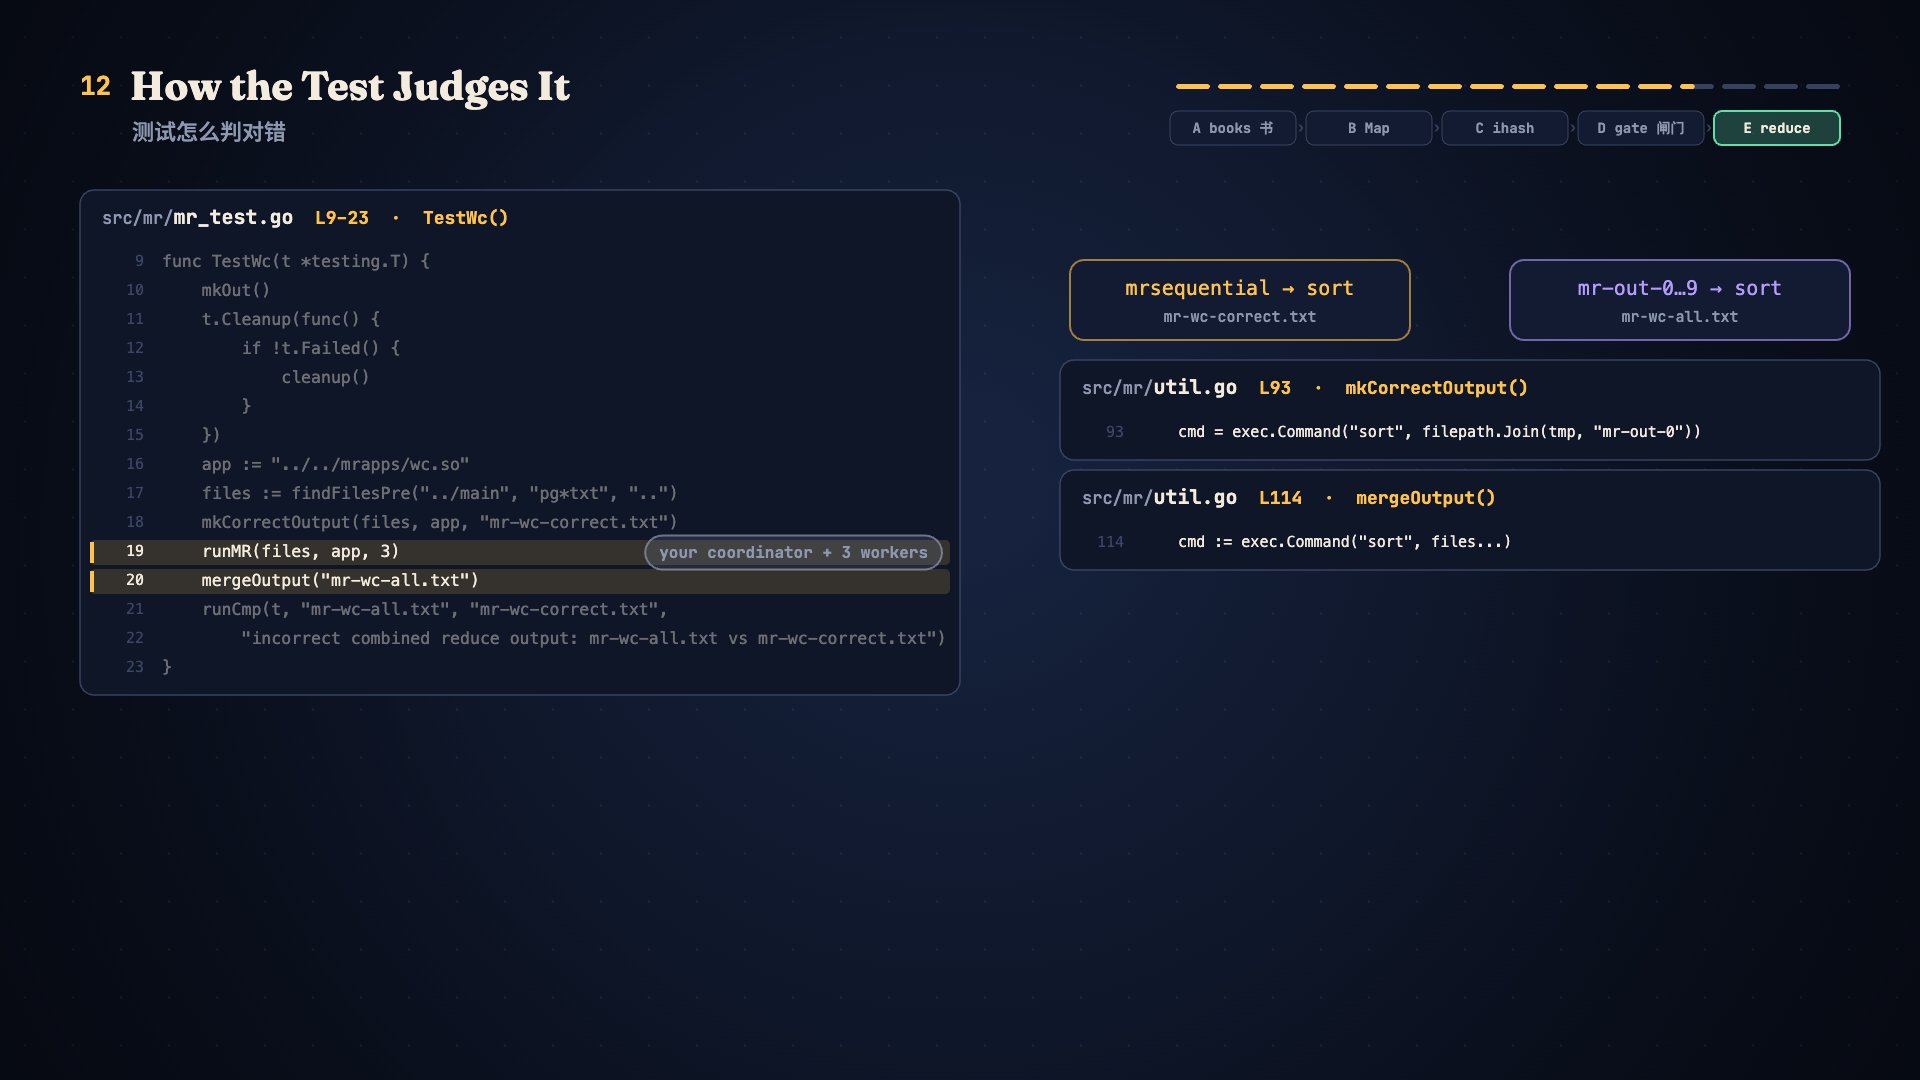 12 How the Test Judges It
测试怎么判对错
A books 书 › B Map › C ihash › D gate 闸门 › E reduce
src/mr/mr_test.go L9-23 · TestWc()
9 func TestWc(t *testing.T) {
10 mkOut()
11 t.Cleanup(func() {
12 if !t.Failed() {
13 cleanup()
14 }
15 })
16 app := "../../mrapps/wc.so"
17 files := findFilesPre("../main", "pg*txt", "..")
18 mkCorrectOutput(files, app, "mr-wc-correct.txt")
19 runMR(files, app, 3) your coordinator + 3 workers
20 mergeOutput("mr-wc-all.txt")
21 runCmp(t, "mr-wc-all.txt", "mr-wc-correct.txt",
22 "incorrect combined reduce output: mr-wc-all.txt vs mr-wc-correct.txt")
23 }
mrsequential → sort
mr-wc-correct.txt
mr-out-0…9 → sort
mr-wc-all.txt
src/mr/util.go L93 · mkCorrectOutput()
93 cmd = exec.Command("sort", filepath.Join(tmp, "mr-out-0"))
src/mr/util.go L114 · mergeOutput()
114 cmd := exec.Command("sort", files...)